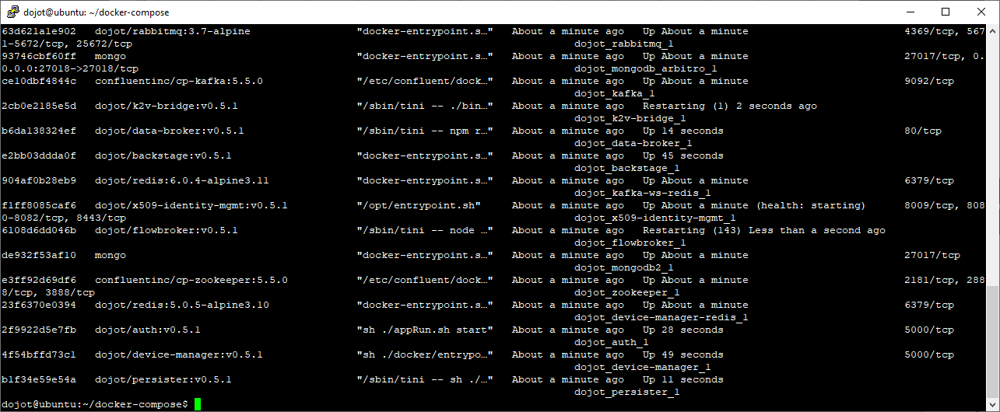 dojot@ubuntu: ~/docker-compose
63d621a1e902   dojot/rabbitmq:3.7-alpine                 "docker-entrypoint.s…"   About a minute ago   Up About a minute                         4369/tcp, 567
1-5672/tcp, 25672/tcp                                                                       dojot_rabbitmq_1
93746cbf60ff   mongo                                     "docker-entrypoint.s…"   About a minute ago   Up About a minute                         27017/tcp, 0.
0.0.0:27018->27018/tcp                                                                      dojot_mongodb_arbitro_1
ce10dbf4844c   confluentinc/cp-kafka:5.5.0               "/etc/confluent/dock…"   About a minute ago   Up About a minute                         9092/tcp
dojot_kafka_1
2cb0e2185e5d   dojot/k2v-bridge:v0.5.1                   "/sbin/tini -- ./bin…"   About a minute ago   Restarting (1) 2 seconds ago
dojot_k2v-bridge_1
b6da138324ef   dojot/data-broker:v0.5.1                  "/sbin/tini -- npm r…"   About a minute ago   Up 14 seconds                             80/tcp
dojot_data-broker_1
e2bb03ddda0f   dojot/backstage:v0.5.1                    "docker-entrypoint.s…"   About a minute ago   Up 45 seconds
dojot_backstage_1
904af0b28eb9   dojot/redis:6.0.4-alpine3.11              "docker-entrypoint.s…"   About a minute ago   Up About a minute                         6379/tcp
dojot_kafka-ws-redis_1
f1ff8085caf6   dojot/x509-identity-mgmt:v0.5.1           "/opt/entrypoint.sh"     About a minute ago   Up About a minute (health: starting)      8009/tcp, 808
0-8082/tcp, 8443/tcp                                                                        dojot_x509-identity-mgmt_1
6108d6dd046b   dojot/flowbroker:v0.5.1                   "/sbin/tini -- node …"   About a minute ago   Restarting (143) Less than a second ago
dojot_flowbroker_1
de932f53af10   mongo                                     "docker-entrypoint.s…"   About a minute ago   Up About a minute                         27017/tcp
dojot_mongodb2_1
e3ff92d69df6   confluentinc/cp-zookeeper:5.5.0           "/etc/confluent/dock…"   About a minute ago   Up About a minute                         2181/tcp, 288
8/tcp, 3888/tcp                                                                             dojot_zookeeper_1
23f6370e0394   dojot/redis:5.0.5-alpine3.10              "docker-entrypoint.s…"   About a minute ago   Up About a minute                         6379/tcp
dojot_device-manager-redis_1
2f9922d5e7fb   dojot/auth:v0.5.1                         "sh ./appRun.sh start"   About a minute ago   Up 28 seconds                             5000/tcp
dojot_auth_1
4f54bffd73c1   dojot/device-manager:v0.5.1               "sh ./docker/entrypo…"   About a minute ago   Up 49 seconds                             5000/tcp
dojot_device-manager_1
b1f34e59e54a   dojot/persister:v0.5.1                    "/sbin/tini -- sh ./…"   About a minute ago   Up 11 seconds
dojot_persister_1
dojot@ubuntu:~/docker-compose$